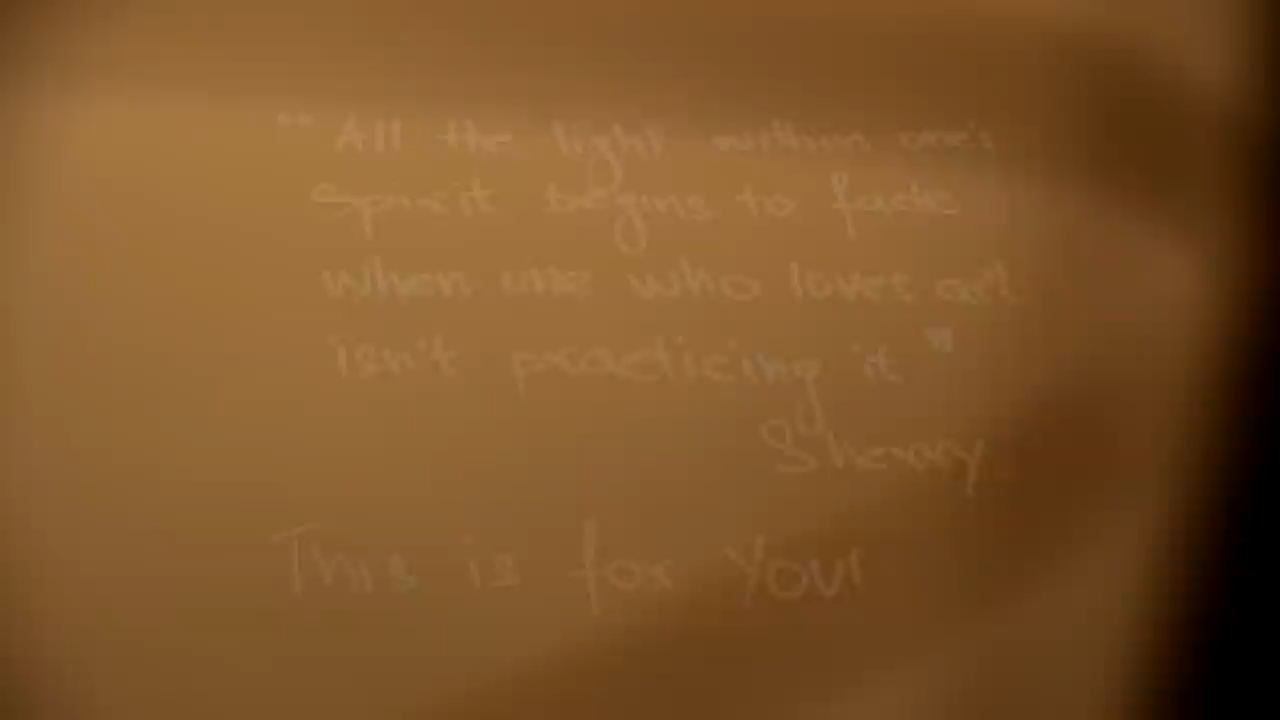 "All the light within one's
spirit begins to fade
when one who loves art
isn't practicing it"
Sherry
This is for You!